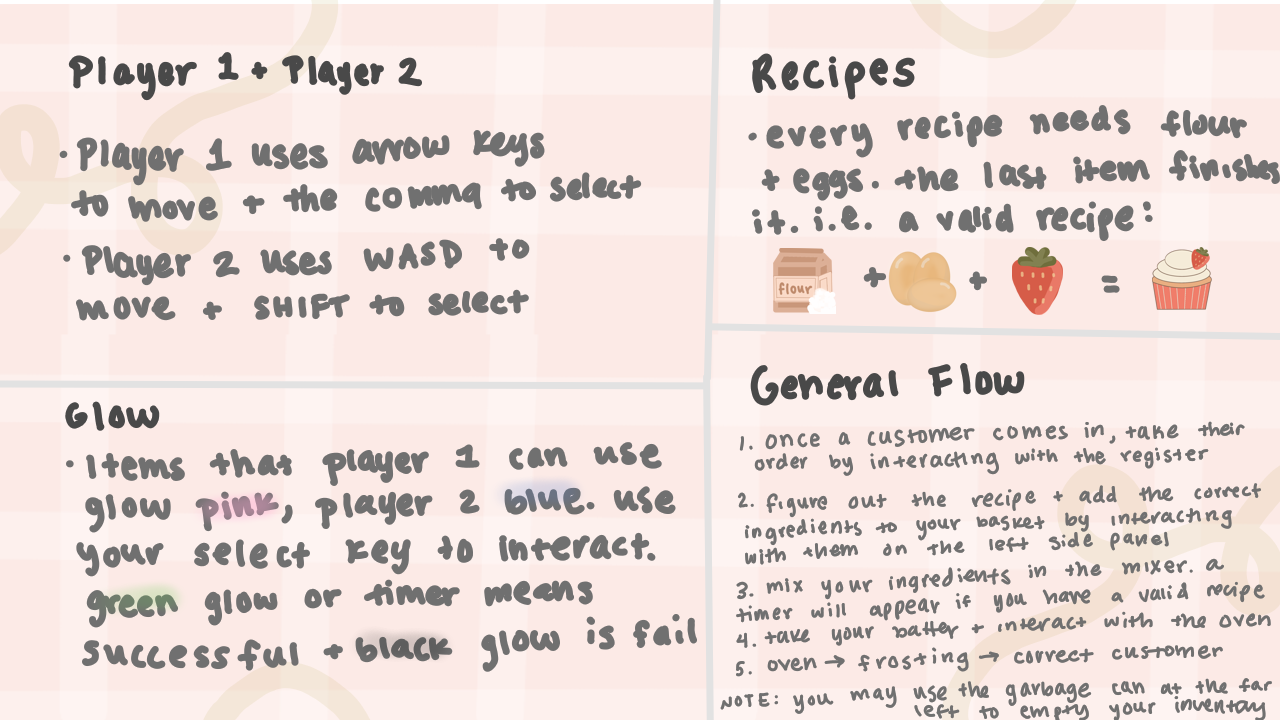 Player 1 + Player 2
• Player 1 uses arrow keys
to move + the comma to select
• Player 2 uses WASD to
move + SHIFT to select
Glow
• Items that player 1 can use
glow pink, player 2 blue. use
your select key to interact.
green glow or timer means
successful + black glow is fail
Recipes
• every recipe needs flour
+ eggs. the last item finishes
it. i.e. a valid recipe:
flour
+ + =
General Flow
1. once a customer comes in, take their
order by interacting with the register
2. figure out the recipe + add the correct
ingredients to your basket by interacting
with them on the left side panel
3. mix your ingredients in the mixer. a
timer will appear if you have a valid recipe
4. take your batter + interact with the oven
5. oven → frosting → correct customer
NOTE: you may use the garbage can at the far
left to empty your inventay